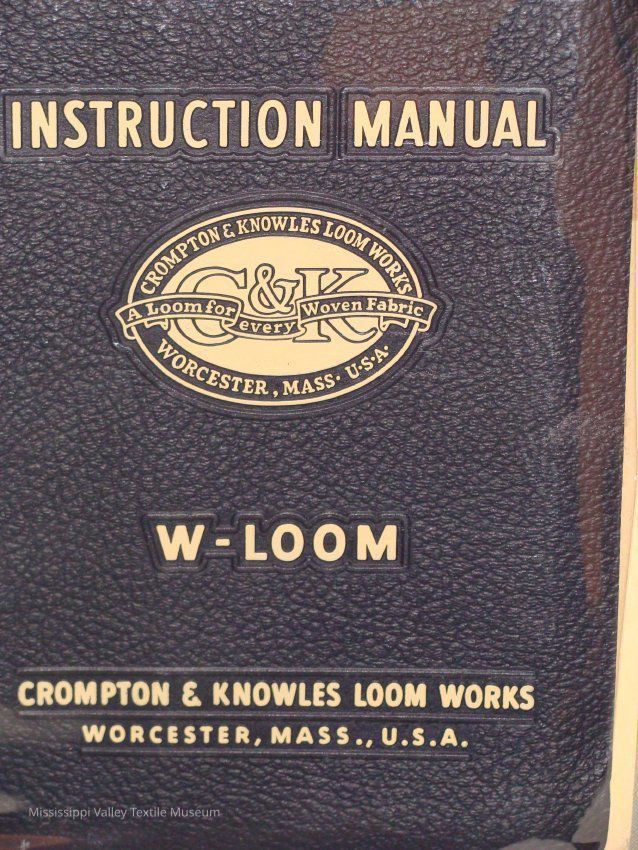 INSTRUCTION MANUAL
CROMPTON & KNOWLES LOOM WORKS
C&K
A Loom for every Woven Fabric
WORCESTER, MASS. U.S.A.
W-LOOM
CROMPTON & KNOWLES LOOM WORKS
WORCESTER, MASS., U.S.A.
Mississippi Valley Textile Museum